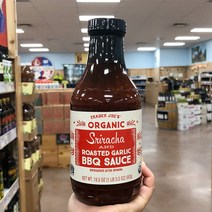 TRADER JOE'S
ORGANIC
Sriracha
AND
ROASTED GARLIC
BBQ SAUCE